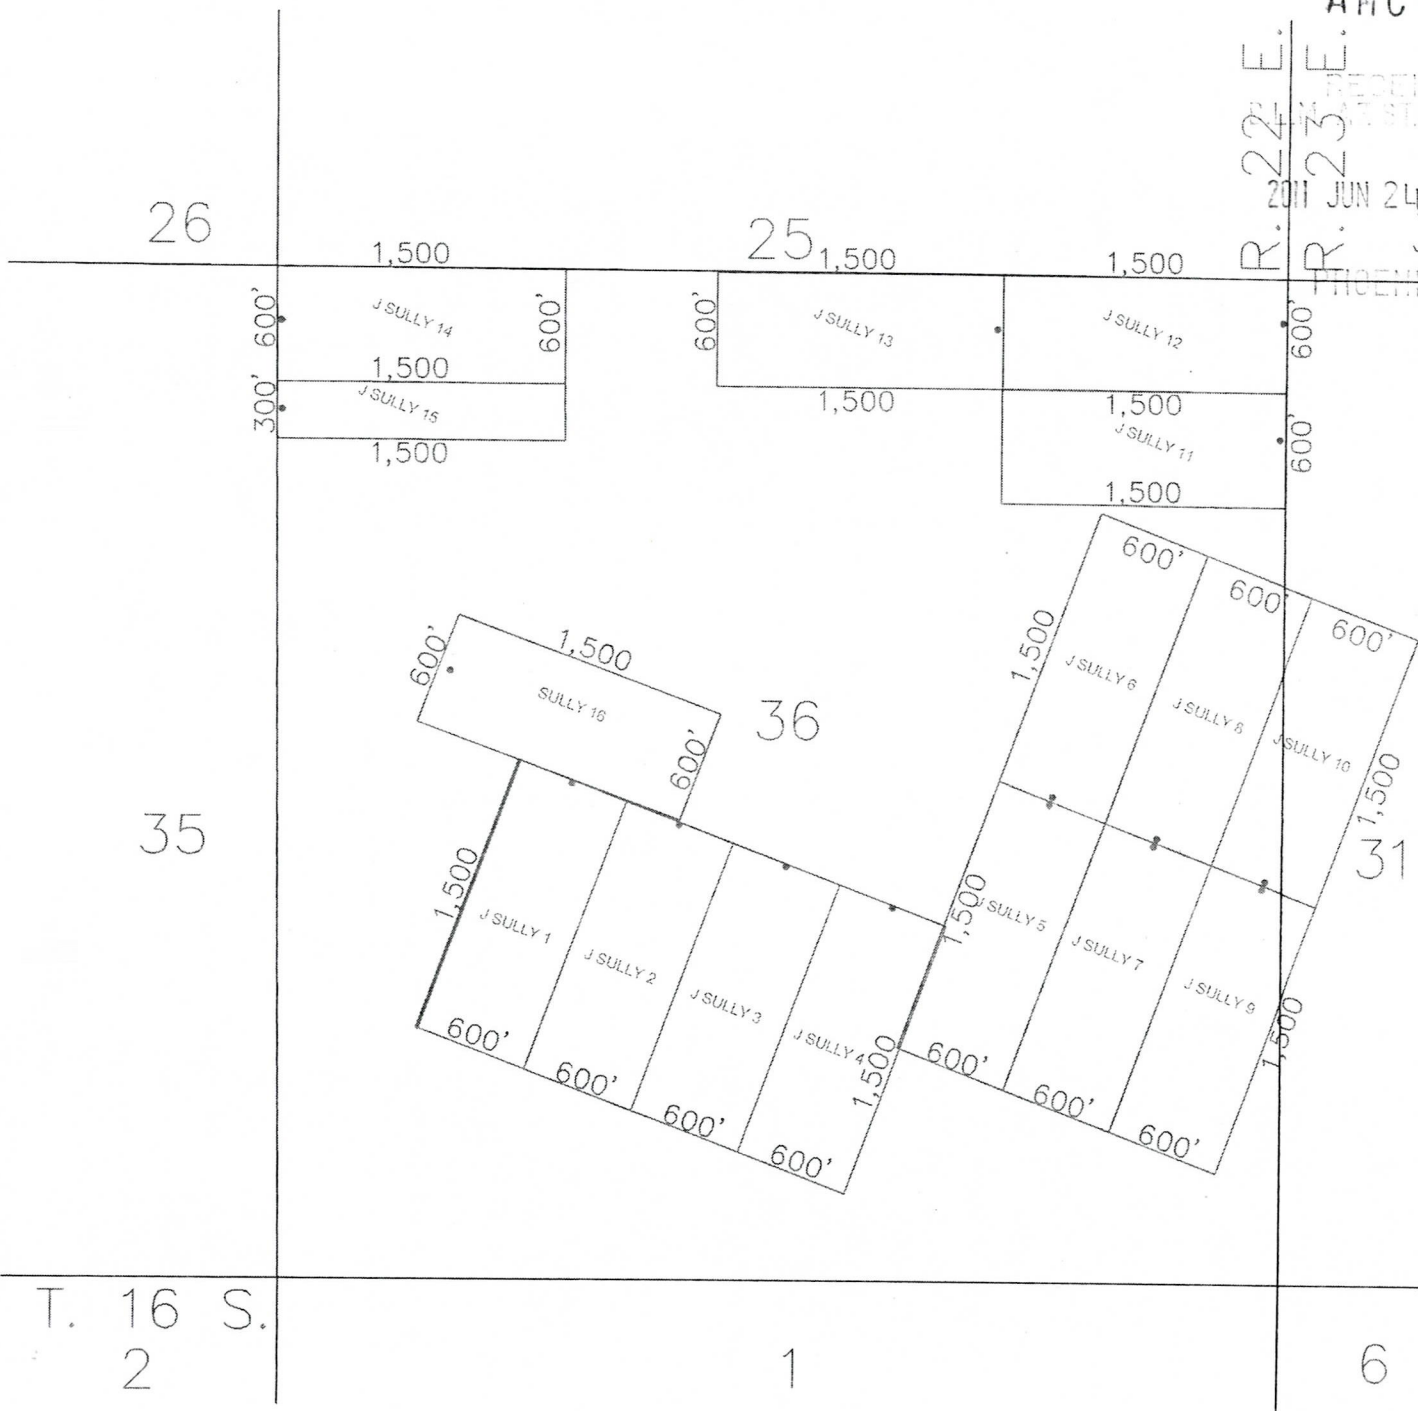 R. 22 E.
R. 23 E.
2011 JUN 24
26
25
1,500
1,500
1,500
600'
J SULLY 14
600'
600'
J SULLY 13
J SULLY 12
600'
1,500
300'
J SULLY 15
1,500
1,500
1,500
J SULLY 11
600'
1,500
600'
600'
600'
1,500
J SULLY 6
J SULLY 8
J SULLY 10
1,500
600'
1,500
SULLY 16
600'
36
35
31
1,500
J SULLY 1
J SULLY 2
J SULLY 3
J SULLY 4
1,500
600'
600'
600'
600'
1,500
J SULLY 5
J SULLY 7
J SULLY 9
1,500
600'
600'
600'
T. 16 S.
2
1
6